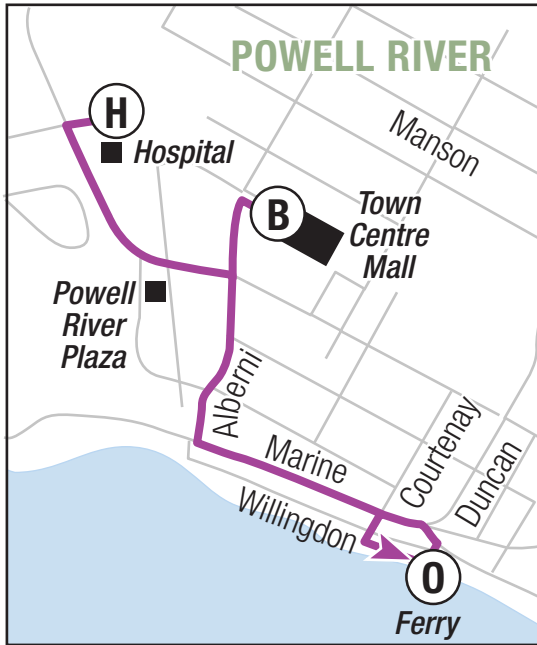 POWELL RIVER
Manson
H
Hospital
B
Town
Centre
Mall
Powell
River
Plaza
Alberni
Marine
Courtenay
Duncan
Willingdon
O
Ferry